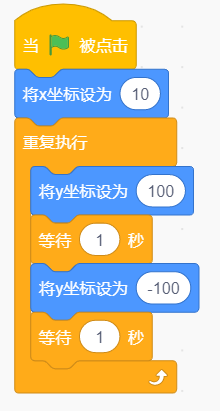 当 被点击
将x坐标设为 10
重复执行
将y坐标设为 100
等待 1 秒
将y坐标设为 -100
等待 1 秒